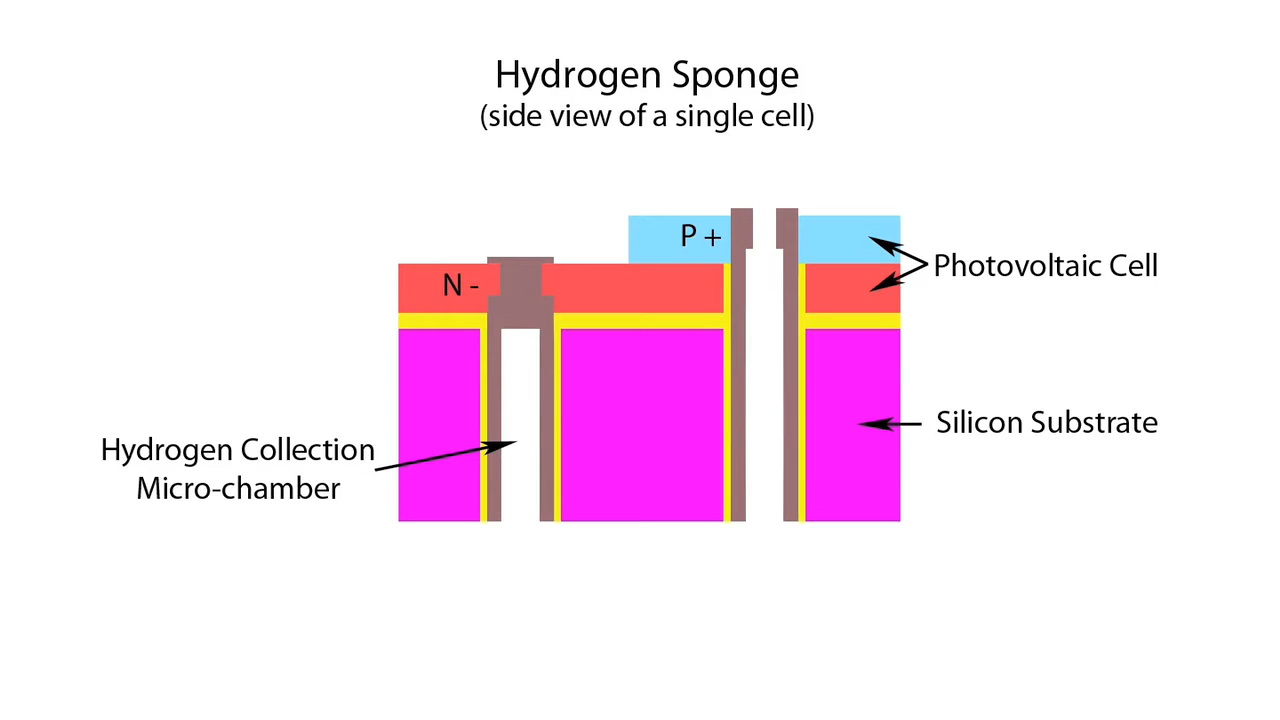 Hydrogen Sponge
(side view of a single cell)
P +
Photovoltaic Cell
N -
Silicon Substrate
Hydrogen Collection
Micro-chamber